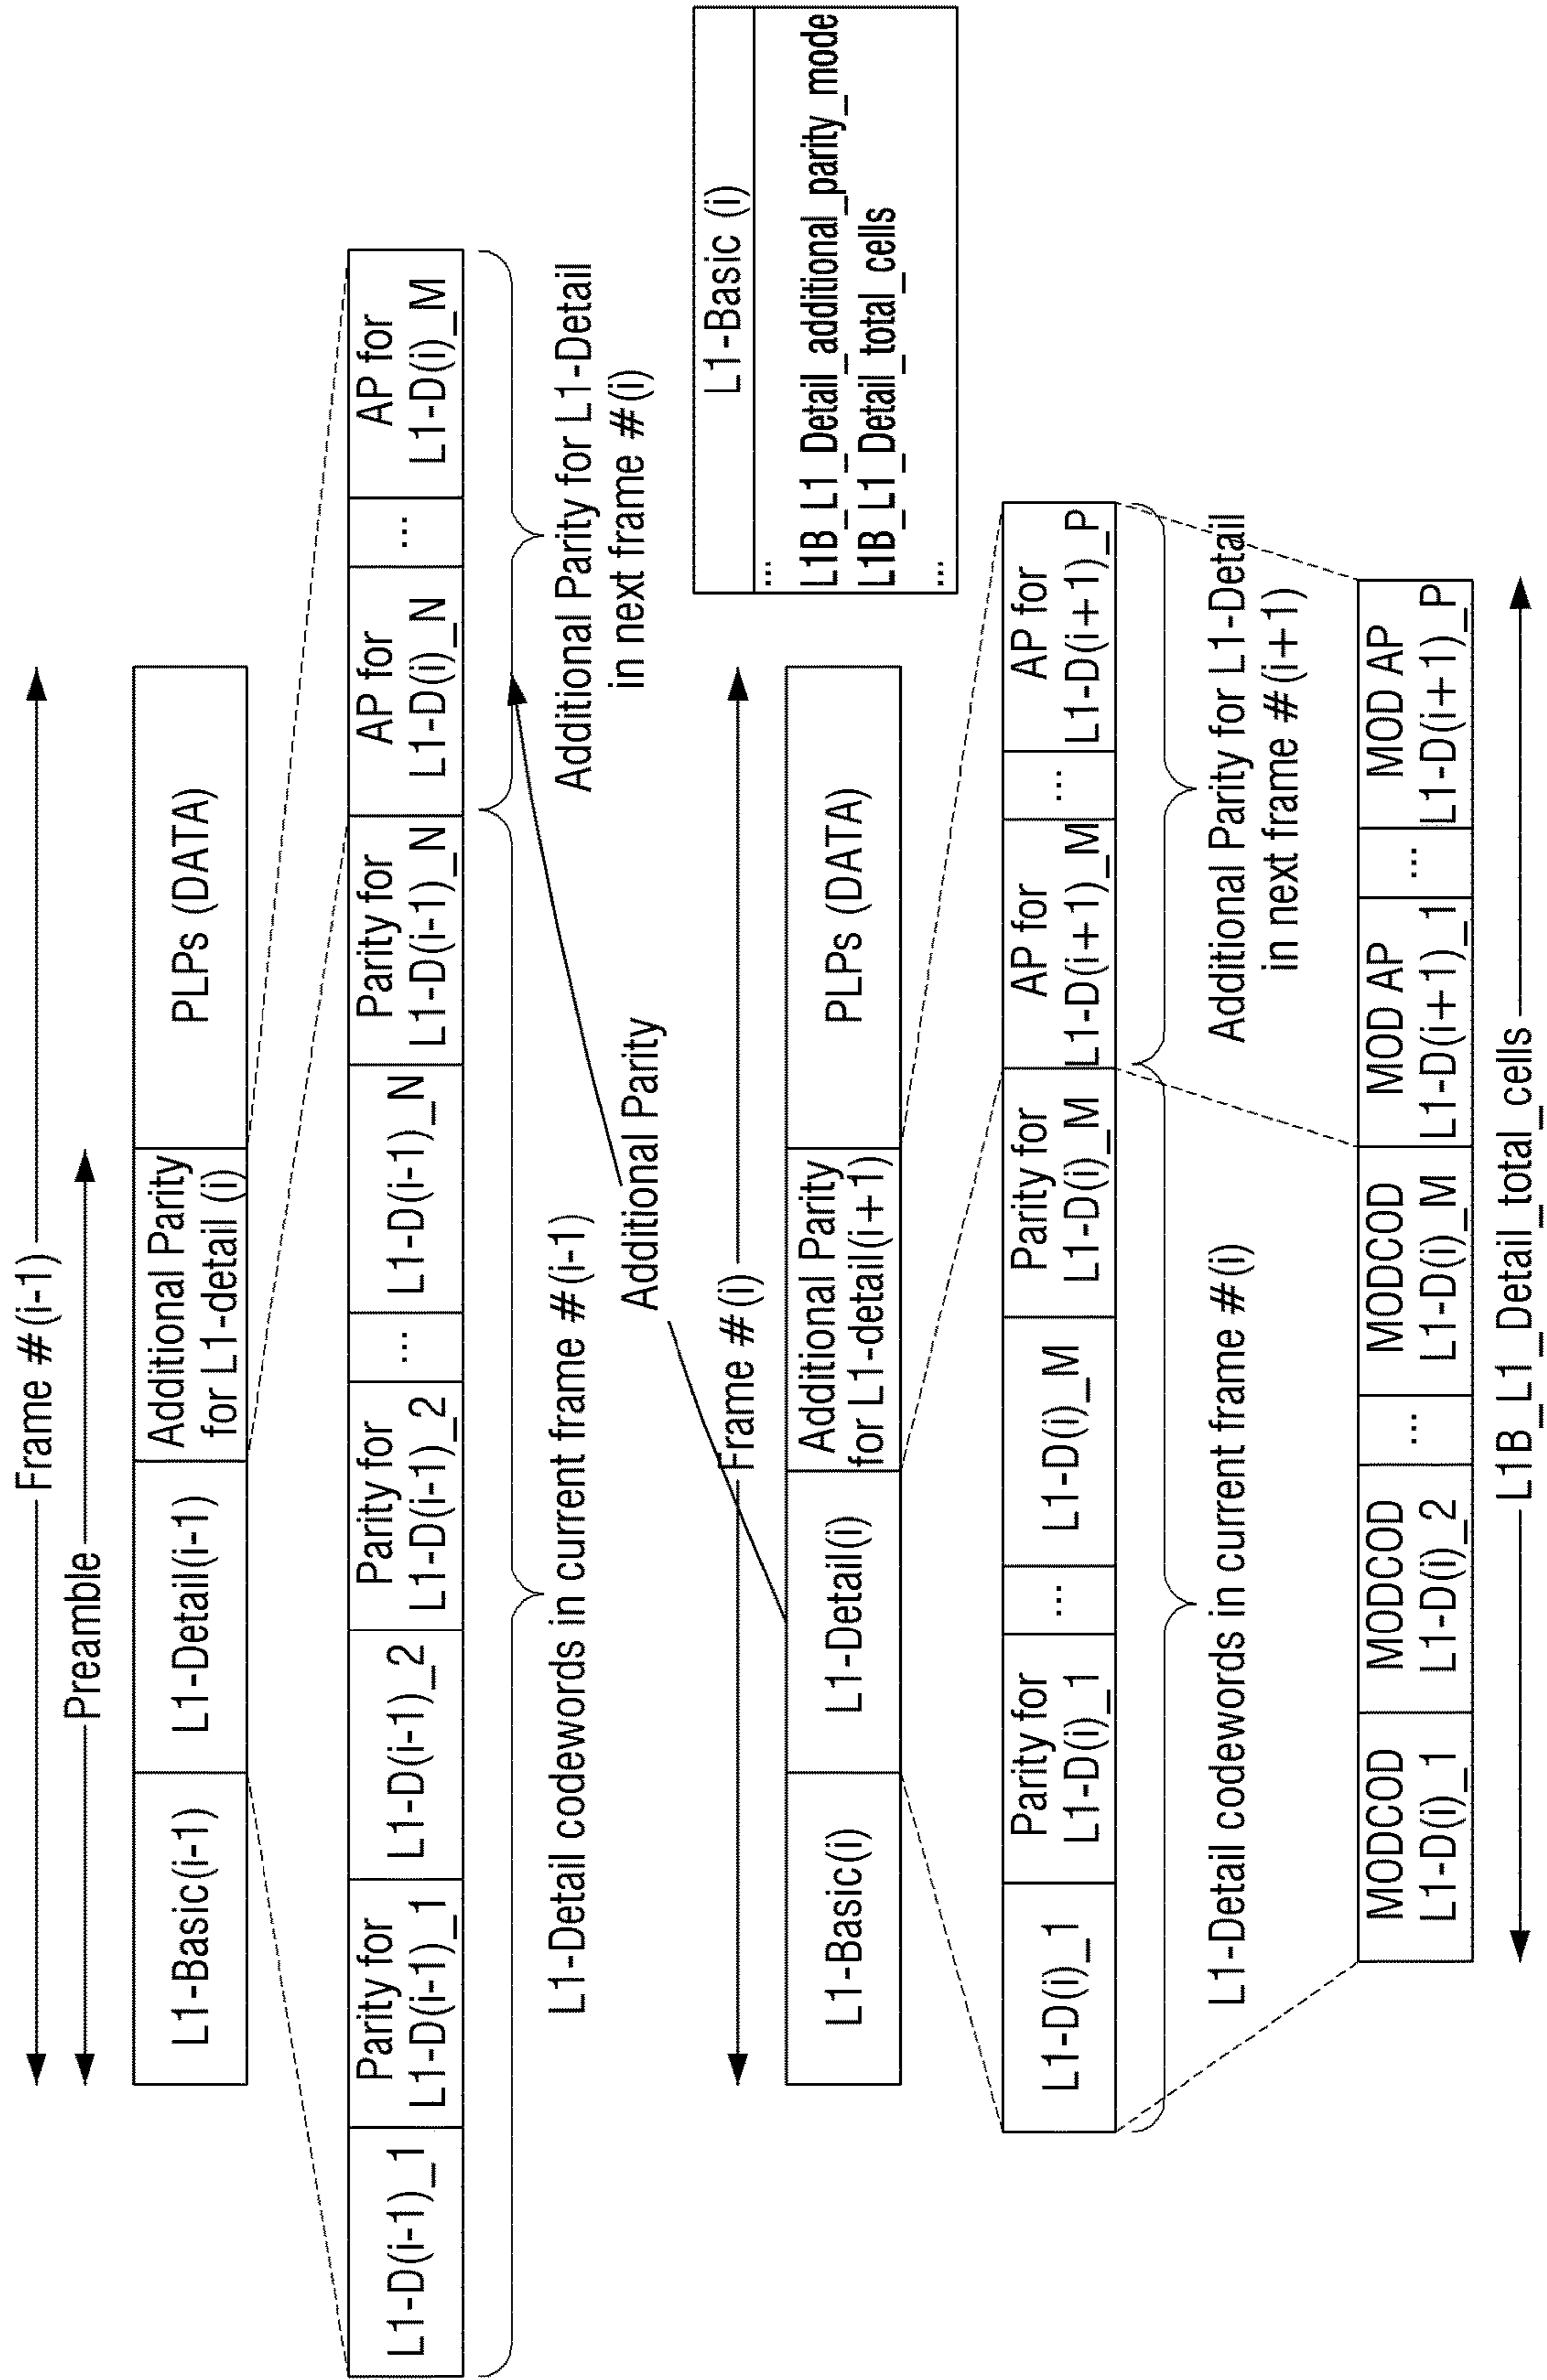 Frame #(i-1)
Preamble
L1-Basic(i-1)
L1-Detail(i-1)
Additional Parity
for L1-detail (i)
PLPs (DATA)
L1-D(i-1)_1
Parity for
L1-D(i-1)_1
L1-D(i-1)_2
Parity for
L1-D(i-1)_2
...
L1-D(i-1)_N
Parity for
L1-D(i-1)_N
AP for
L1-D(i)_N
...
AP for
L1-D(i)_M
L1-Detail codewords in current frame #(i-1)
Additional Parity for L1-Detail
in next frame #(i)
Additional Parity
L1-Basic (i)
...
L1B_L1_Detail_additional_parity_mode
L1B_L1_Detail_total_cells
...
Frame #(i)
L1-Basic(i)
L1-Detail(i)
Additional Parity
for L1-detail(i+1)
PLPs (DATA)
L1-D(i)_1
Parity for
L1-D(i)_1
...
L1-D(i)_M
Parity for
L1-D(i)_M
AP for
L1-D(i+1)_M
...
AP for
L1-D(i+1)_P
L1-Detail codewords in current frame #(i)
Additional Parity for L1-Detail
in next frame #(i+1)
MODCOD
L1-D(i)_1
MODCOD
L1-D(i)_2
...
MODCOD
L1-D(i)_M
MOD AP
L1-D(i+1)_1
...
MOD AP
L1-D(i+1)_P
L1B_L1_Detail_total_cells